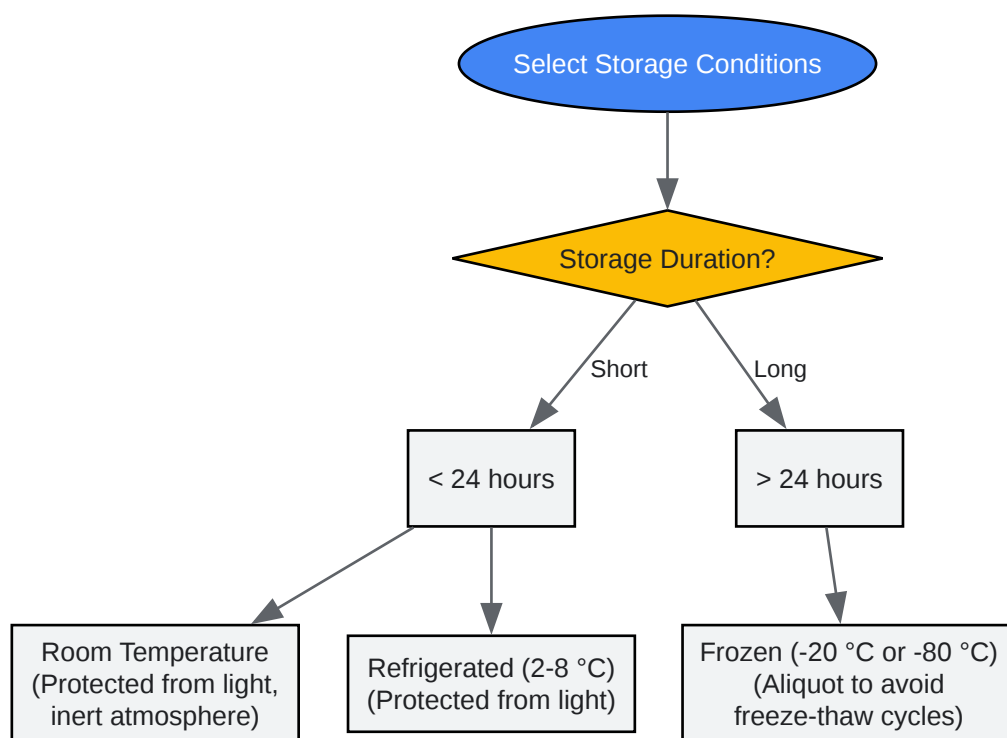 Select Storage Conditions
Storage Duration?
Short
Long
< 24 hours
> 24 hours
Room Temperature
(Protected from light,
inert atmosphere)
Refrigerated (2-8 °C)
(Protected from light)
Frozen (-20 °C or -80 °C)
(Aliquot to avoid
freeze-thaw cycles)